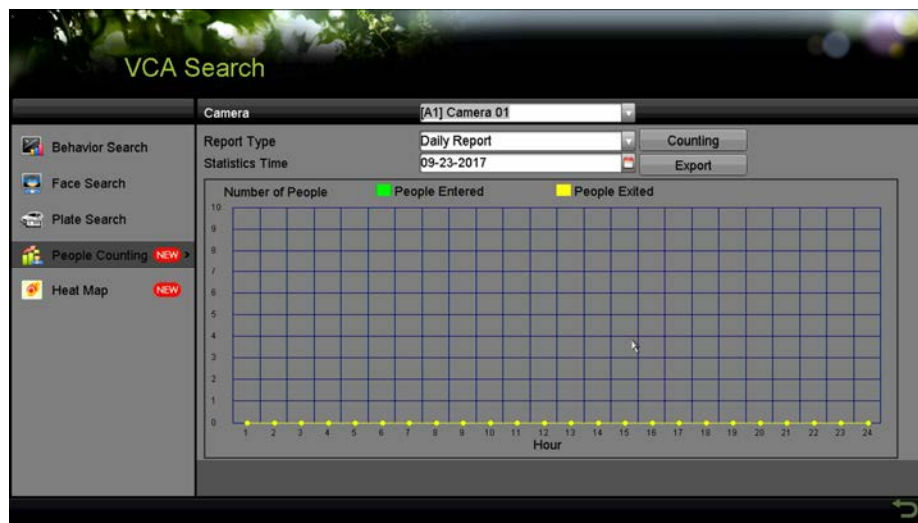 VCA Search
Camera [A1] Camera 01
Behavior Search
Face Search
Plate Search
People Counting NEW >
Heat Map NEW
Report Type Daily Report Counting
Statistics Time 09-23-2017 Export
Number of People People Entered People Exited
10
9
8
7
6
5
4
3
2
1
0
1 2 3 4 5 6 7 8 9 10 11 12 13 14 15 16 17 18 19 20 21 22 23 24
Hour